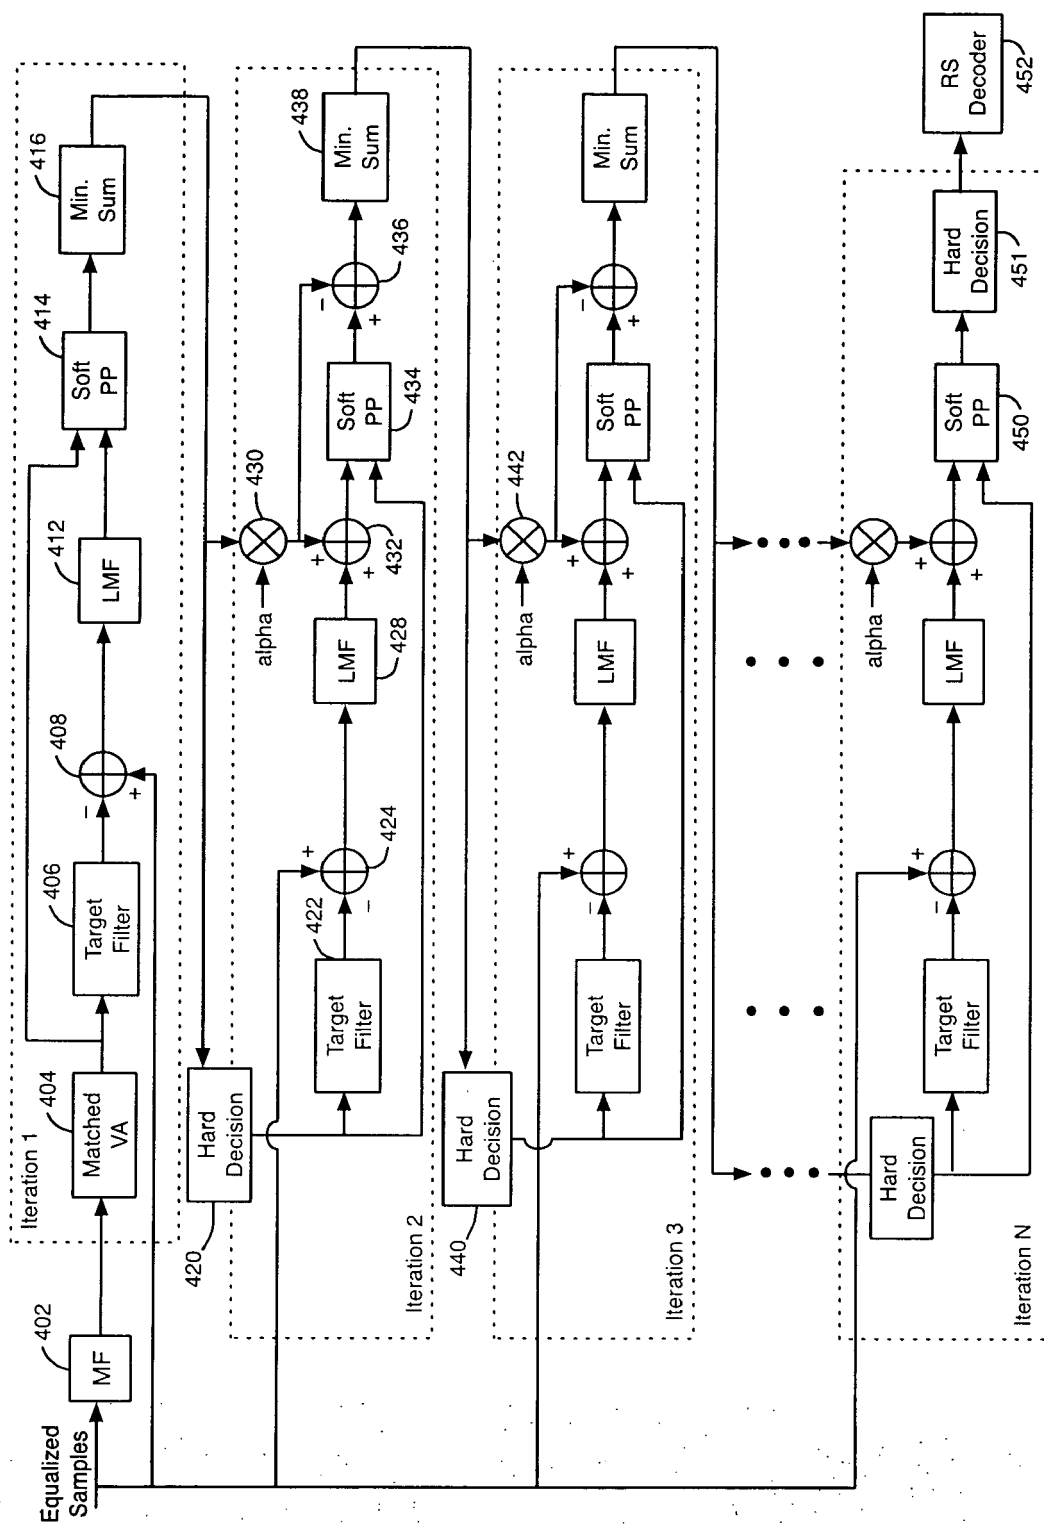 Equalized
Samples
402
MF
Iteration 1
404
Matched
VA
406
Target
Filter
−
+
408
412
LMF
414
Soft
PP
416
Min.
Sum
420
Hard
Decision
Iteration 2
422
Target
Filter
+
−
424
LMF
428
alpha
430
+
+
432
Soft
PP
434
−
+
436
438
Min.
Sum
440
Hard
Decision
Iteration 3
Target
Filter
+
−
LMF
alpha
442
+
+
Soft
PP
−
+
Min.
Sum
Iteration N
Hard
Decision
Target
Filter
+
−
LMF
alpha
+
+
Soft
PP
450
Hard
Decision
451
RS
Decoder
452